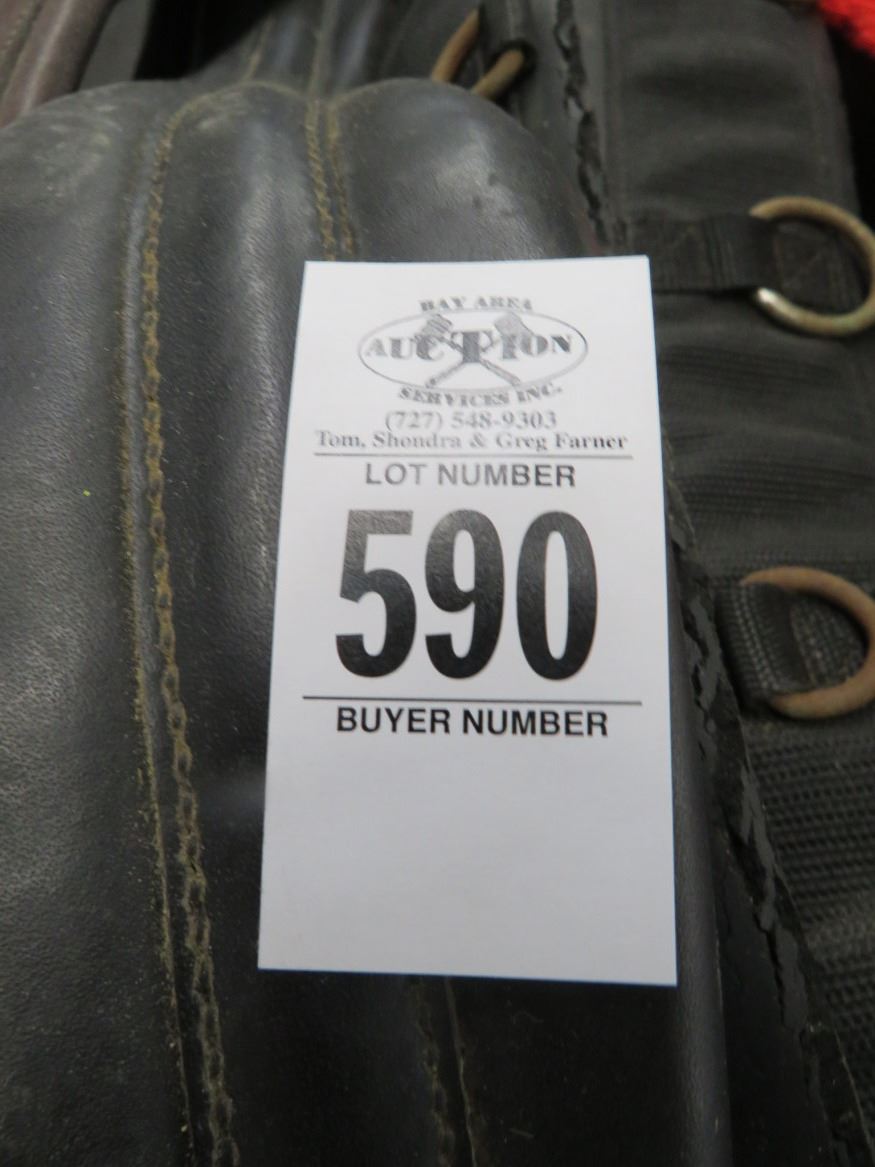 BAY AREA
AUCTION
SERVICES INC.
(727) 548-9303
Tom, Shondra & Greg Farner
LOT NUMBER
590
BUYER NUMBER